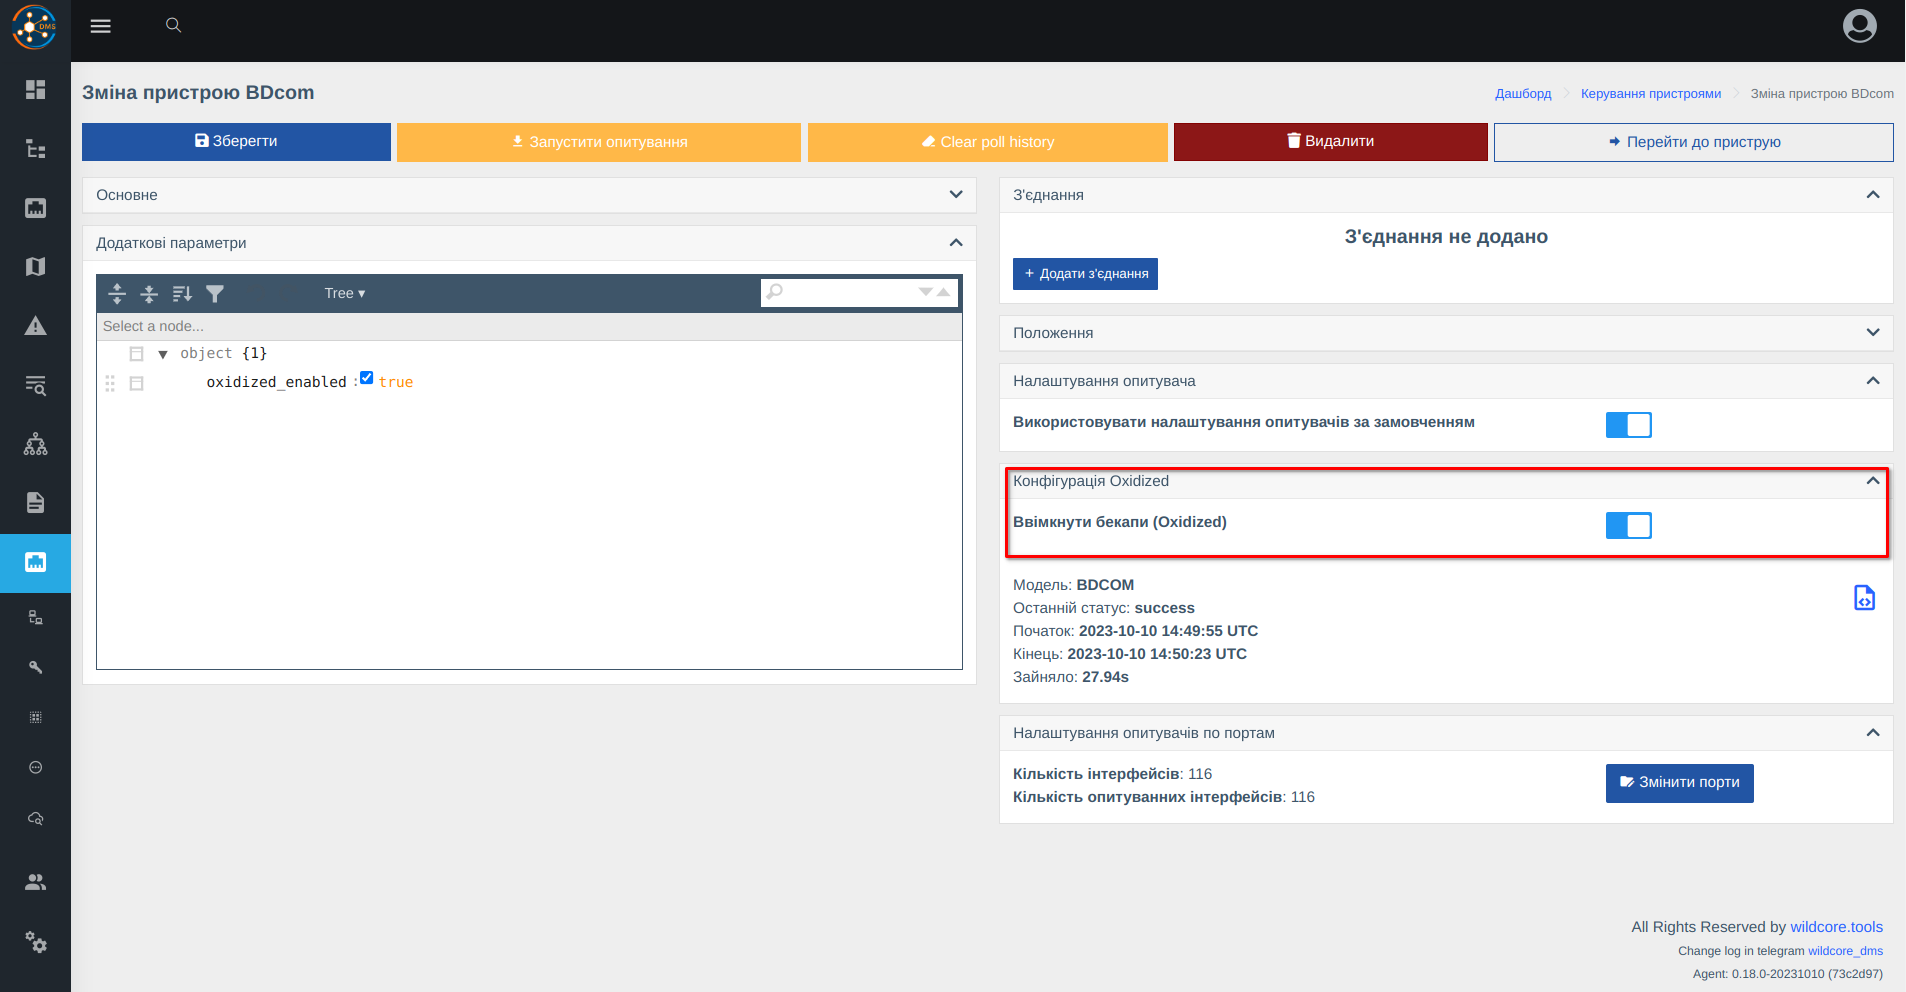 DMS
Зміна пристрою BDcom
Дашборд
Керування пристроями
Зміна пристрою BDcom
Зберегти
Запустити опитування
Clear poll history
Видалити
Перейти до приструю
Основне
Додаткові параметри
Tree ▾
Select a node...
▼ object {1}
oxidized_enabled : true
З'єднання
З'єднання не додано
+ Додати з'єднання
Положення
Налаштування опитувача
Використовувати налаштування опитувачів за замовченням
Конфігурація Oxidized
Ввімкнути бекапи (Oxidized)
Модель: BDCOM
Останній статус: success
Початок: 2023-10-10 14:49:55 UTC
Кінець: 2023-10-10 14:50:23 UTC
Зайняло: 27.94s
Налаштування опитувачів по портам
Кількість інтерфейсів: 116
Кількість опитуванних інтерфейсів: 116
Змінити порти
All Rights Reserved by wildcore.tools
Change log in telegram wildcore_dms
Agent: 0.18.0-20231010 (73c2d97)